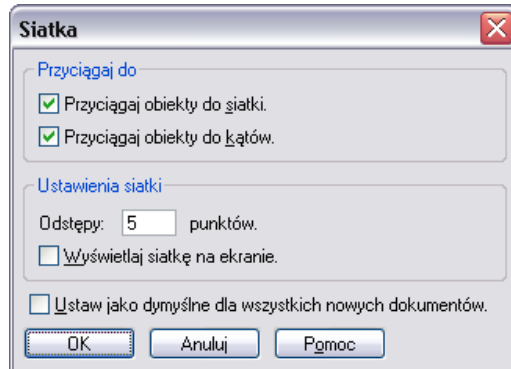 Siatka
Przyciągaj do
Przyciągaj obiekty do siatki.
Przyciągaj obiekty do kątów.
Ustawienia siatki
Odstępy: 5 punktów.
Wyświetlaj siatkę na ekranie.
Ustaw jako dymyślne dla wszystkich nowych dokumentów.
OK Anuluj Pomoc